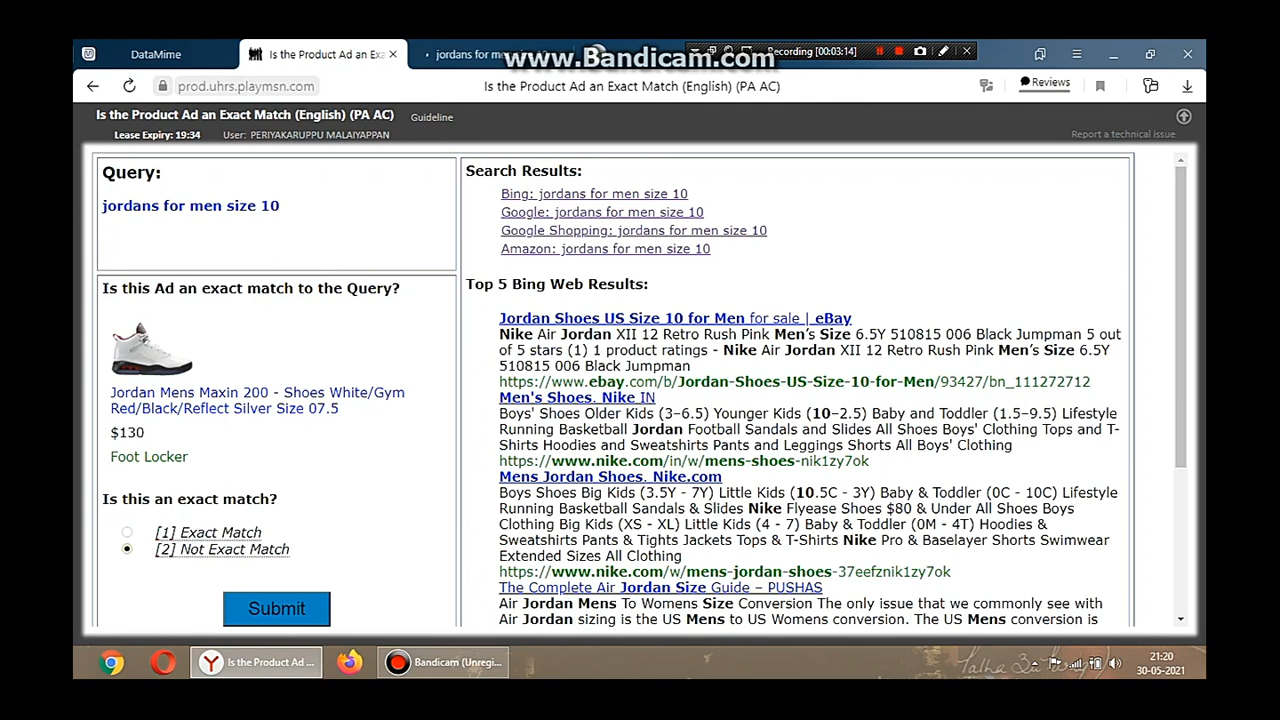 www.Bandicam.com
DataMime
Is the Product Ad an Exa
jordans for men size 10
Recording [00:03:14]
prod.uhrs.playmsn.com
Is the Product Ad an Exact Match (English) (PA AC)
Reviews
Is the Product Ad an Exact Match (English) (PA AC)
Guideline
Lease Expiry: 19:34 User: PERIYAKARUPPU MALAIYAPPAN
Report a technical issue
Query:
jordans for men size 10
Is this Ad an exact match to the Query?
Jordan Mens Maxin 200 - Shoes White/Gym
Red/Black/Reflect Silver Size 07.5
$130
Foot Locker
Is this an exact match?
[1] Exact Match
[2] Not Exact Match
Submit
Search Results:
Bing: jordans for men size 10
Google: jordans for men size 10
Google Shopping: jordans for men size 10
Amazon: jordans for men size 10
Top 5 Bing Web Results:
Jordan Shoes US Size 10 for Men for sale | eBay
Nike Air Jordan XII 12 Retro Rush Pink Men's Size 6.5Y 510815 006 Black Jumpman 5 out
of 5 stars (1) 1 product ratings - Nike Air Jordan XII 12 Retro Rush Pink Men's Size 6.5Y
510815 006 Black Jumpman
https://www.ebay.com/b/Jordan-Shoes-US-Size-10-for-Men/93427/bn_111272712
Men's Shoes. Nike IN
Boys' Shoes Older Kids (3–6.5) Younger Kids (10–2.5) Baby and Toddler (1.5–9.5) Lifestyle
Running Basketball Jordan Football Sandals and Slides All Shoes Boys' Clothing Tops and T-
Shirts Hoodies and Sweatshirts Pants and Leggings Shorts All Boys' Clothing
https://www.nike.com/in/w/mens-shoes-nik1zy7ok
Mens Jordan Shoes. Nike.com
Boys Shoes Big Kids (3.5Y - 7Y) Little Kids (10.5C - 3Y) Baby & Toddler (0C - 10C) Lifestyle
Running Basketball Sandals & Slides Nike Flyease Shoes $80 & Under All Shoes Boys
Clothing Big Kids (XS - XL) Little Kids (4 - 7) Baby & Toddler (0M - 4T) Hoodies &
Sweatshirts Pants & Tights Jackets Tops & T-Shirts Nike Pro & Baselayer Shorts Swimwear
Extended Sizes All Clothing
https://www.nike.com/w/mens-jordan-shoes-37eefznik1zy7ok
The Complete Air Jordan Size Guide – PUSHAS
Air Jordan Mens To Womens Size Conversion The only issue that we commonly see with
Air Jordan sizing is the US Mens to US Womens conversion. The US Mens conversion is
Is the Product Ad ...
Bandicam (Unregi...
21:20
30-05-2021